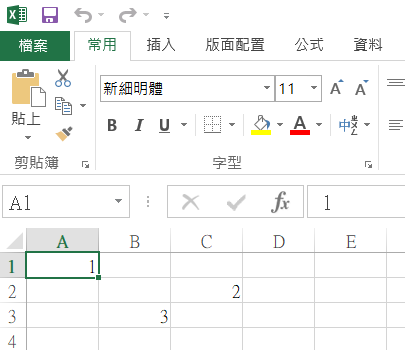 檔案 常用 插入 版面配置 公式 資料
新細明體 11 A A
貼上 B I U A 中
剪貼簿 字型
A1 fx 1
A B C D E
1 1
2 2
3 3
4